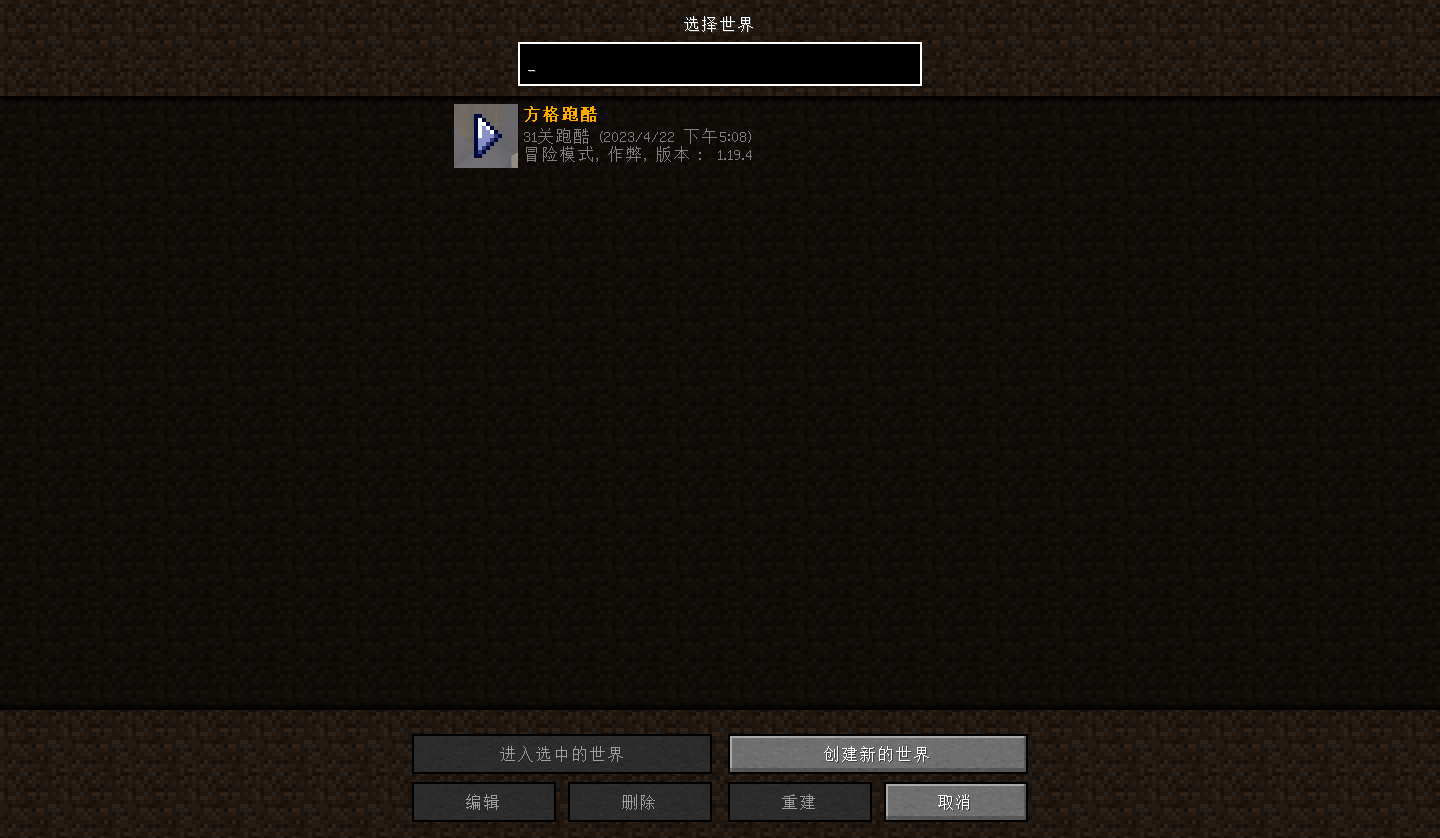 选择世界
_
方格跑酷
31关跑酷 (2023/4/22 下午5:08)
冒险模式, 作弊, 版本： 1.19.4
进入选中的世界
创建新的世界
编辑
删除
重建
取消